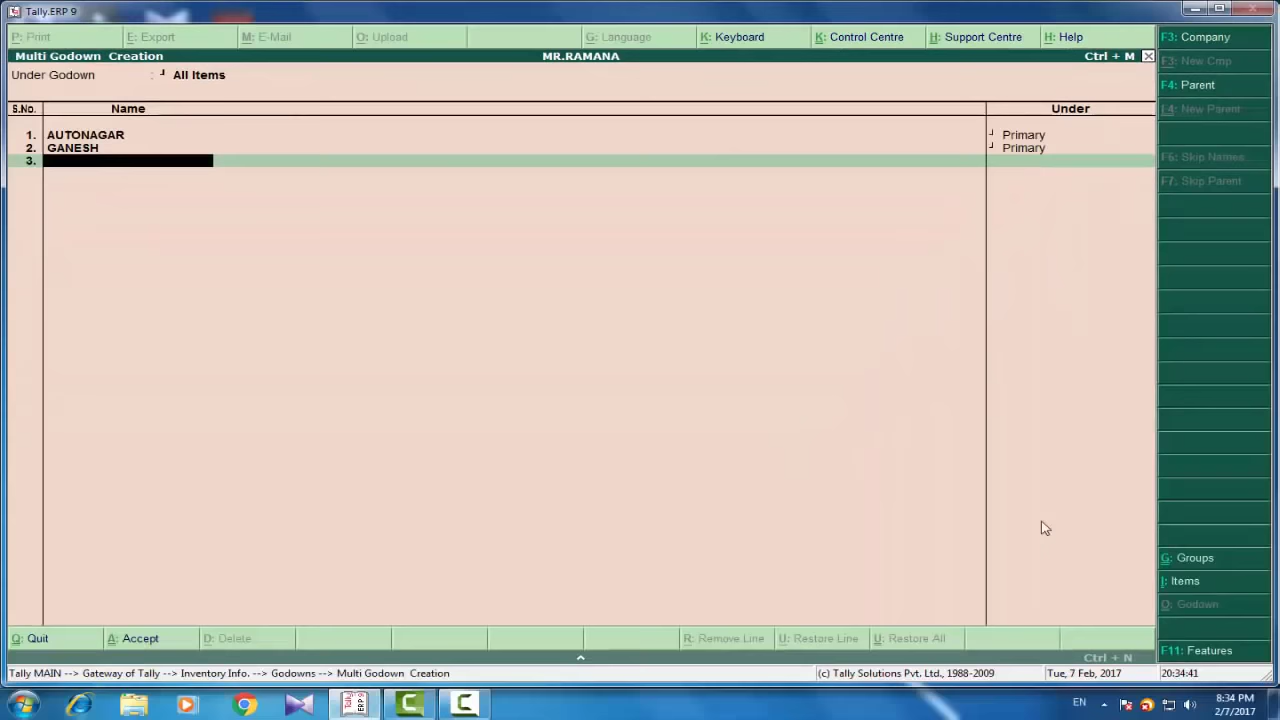 Tally.ERP 9
P: Print E: Export M: E-Mail O: Upload G: Language K: Keyboard K: Control Centre H: Support Centre H: Help
F3: Company
Multi Godown Creation MR.RAMANA Ctrl + M
F3: New Cmp
Under Godown : All Items
F4: Parent
S.No. Name Under
F4: New Parent
1. AUTONAGAR Primary
2. GANESH Primary
3.
F6: Skip Names...
F7: Skip Parent
G: Groups
I: Items
O: Godown
Q: Quit A: Accept D: Delete R: Remove Line U: Restore Line U: Restore All
F11: Features
Ctrl + N
Tally MAIN --> Gateway of Tally --> Inventory Info. --> Godowns --> Multi Godown Creation (c) Tally Solutions Pvt. Ltd., 1988-2009 Tue, 7 Feb, 2017 20:34:41
EN 8:34 PM
2/7/2017